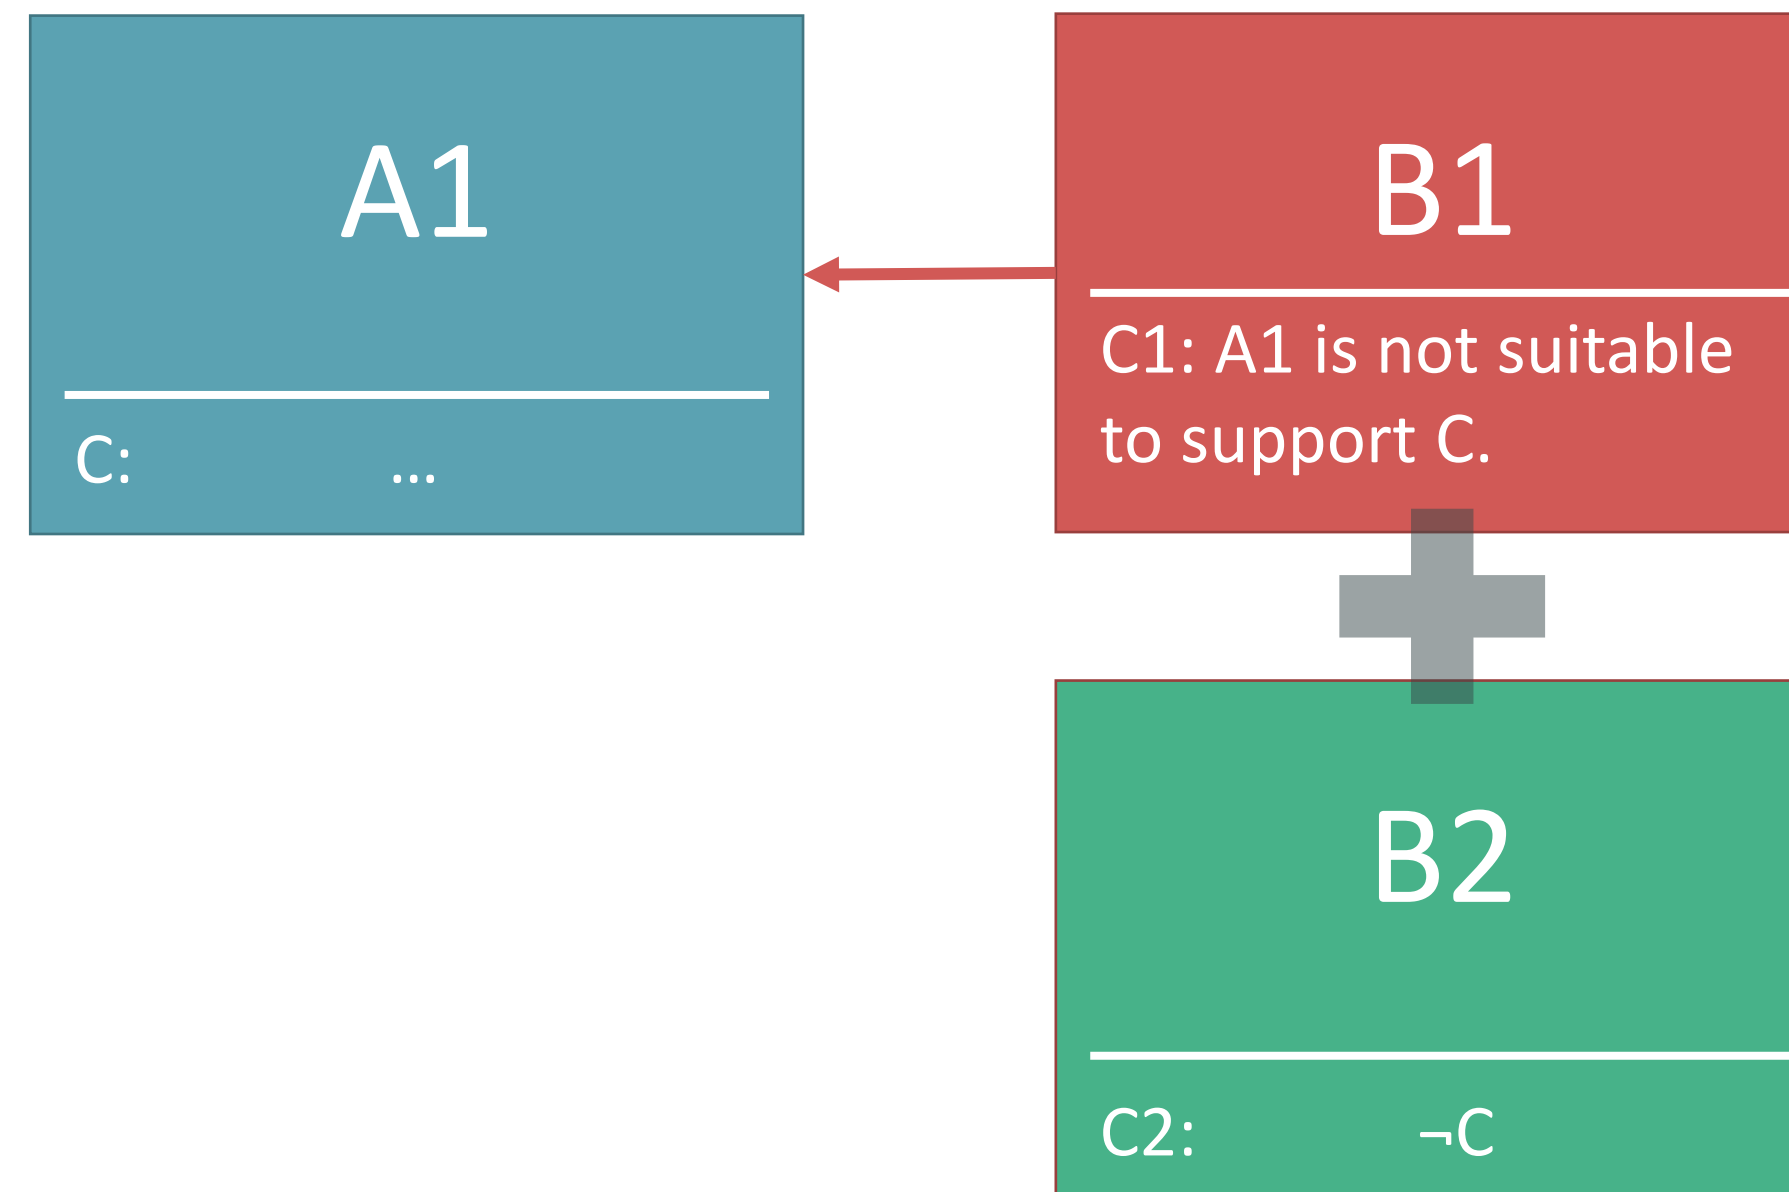 A1
C: ...
B1
C1: A1 is not suitable
to support C.
B2
C2: ¬C